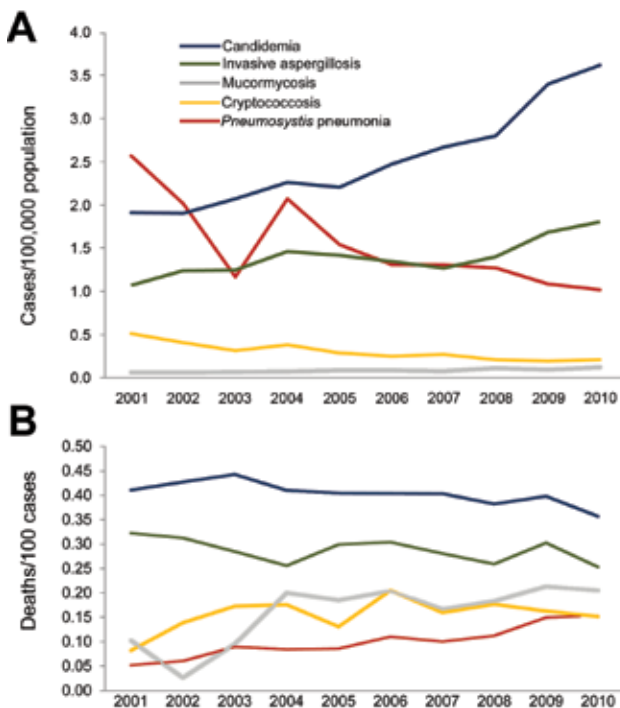 A
Cases/100,000 population
4.0
3.5
3.0
2.5
2.0
1.5
1.0
0.5
0.0
Candidemia
Invasive aspergillosis
Mucormycosis
Cryptococcosis
Pneumosystis pneumonia
2001 2002 2003 2004 2005 2006 2007 2008 2009 2010
B
Deaths/100 cases
0.50
0.45
0.40
0.35
0.30
0.25
0.20
0.15
0.10
0.05
0.00
2001 2002 2003 2004 2005 2006 2007 2008 2009 2010